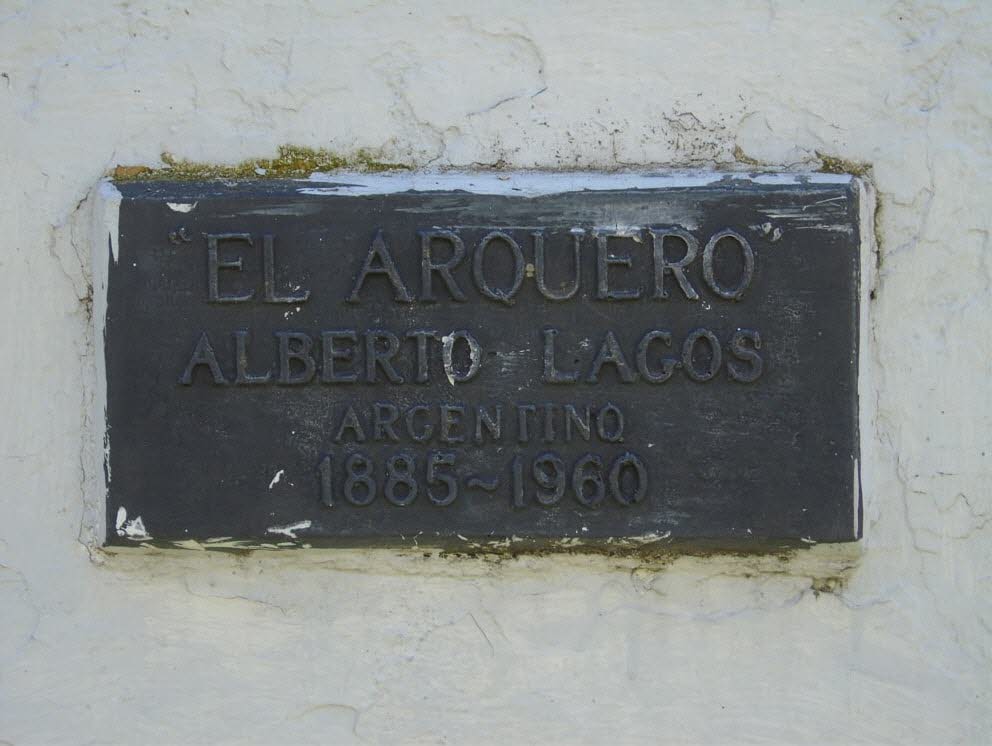 "EL ARQUERO"
ALBERTO LAGOS
ARGENTINO
1885~1960